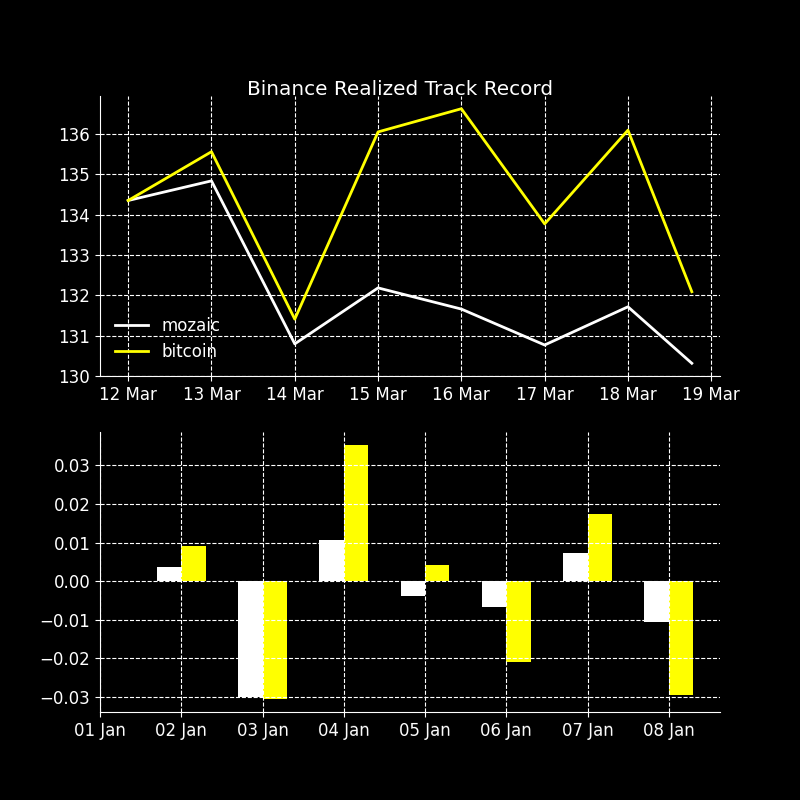 Binance Realized Track Record
136
135
134
133
132
131
130
mozaic
bitcoin
12 Mar 13 Mar 14 Mar 15 Mar 16 Mar 17 Mar 18 Mar 19 Mar
0.03
0.02
0.01
0.00
−0.01
−0.02
−0.03
01 Jan 02 Jan 03 Jan 04 Jan 05 Jan 06 Jan 07 Jan 08 Jan